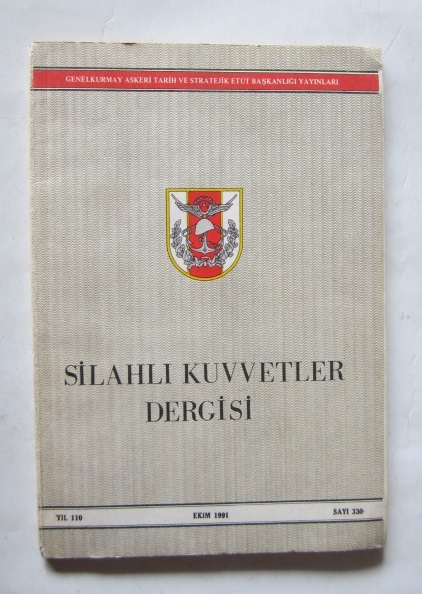 GENELKURMAY ASKERİ TARİH VE STRATEJİK ETÜT BAŞKANLIĞI YAYINLARI
SİLAHLI KUVVETLER
DERGİSİ
YIL 110 EKİM 1991 SAYI 330